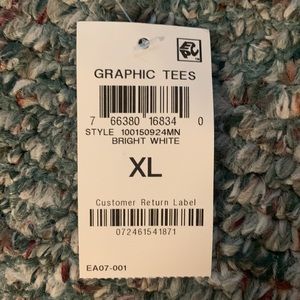 GRAPHIC TEES
7 66380 16834 0
STYLE 100150924MN
BRIGHT WHITE
XL
Customer Return Label
072461541871
EA07-001